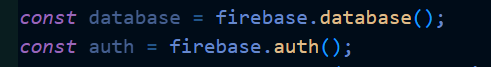 const database = firebase.database();
const auth = firebase.auth();